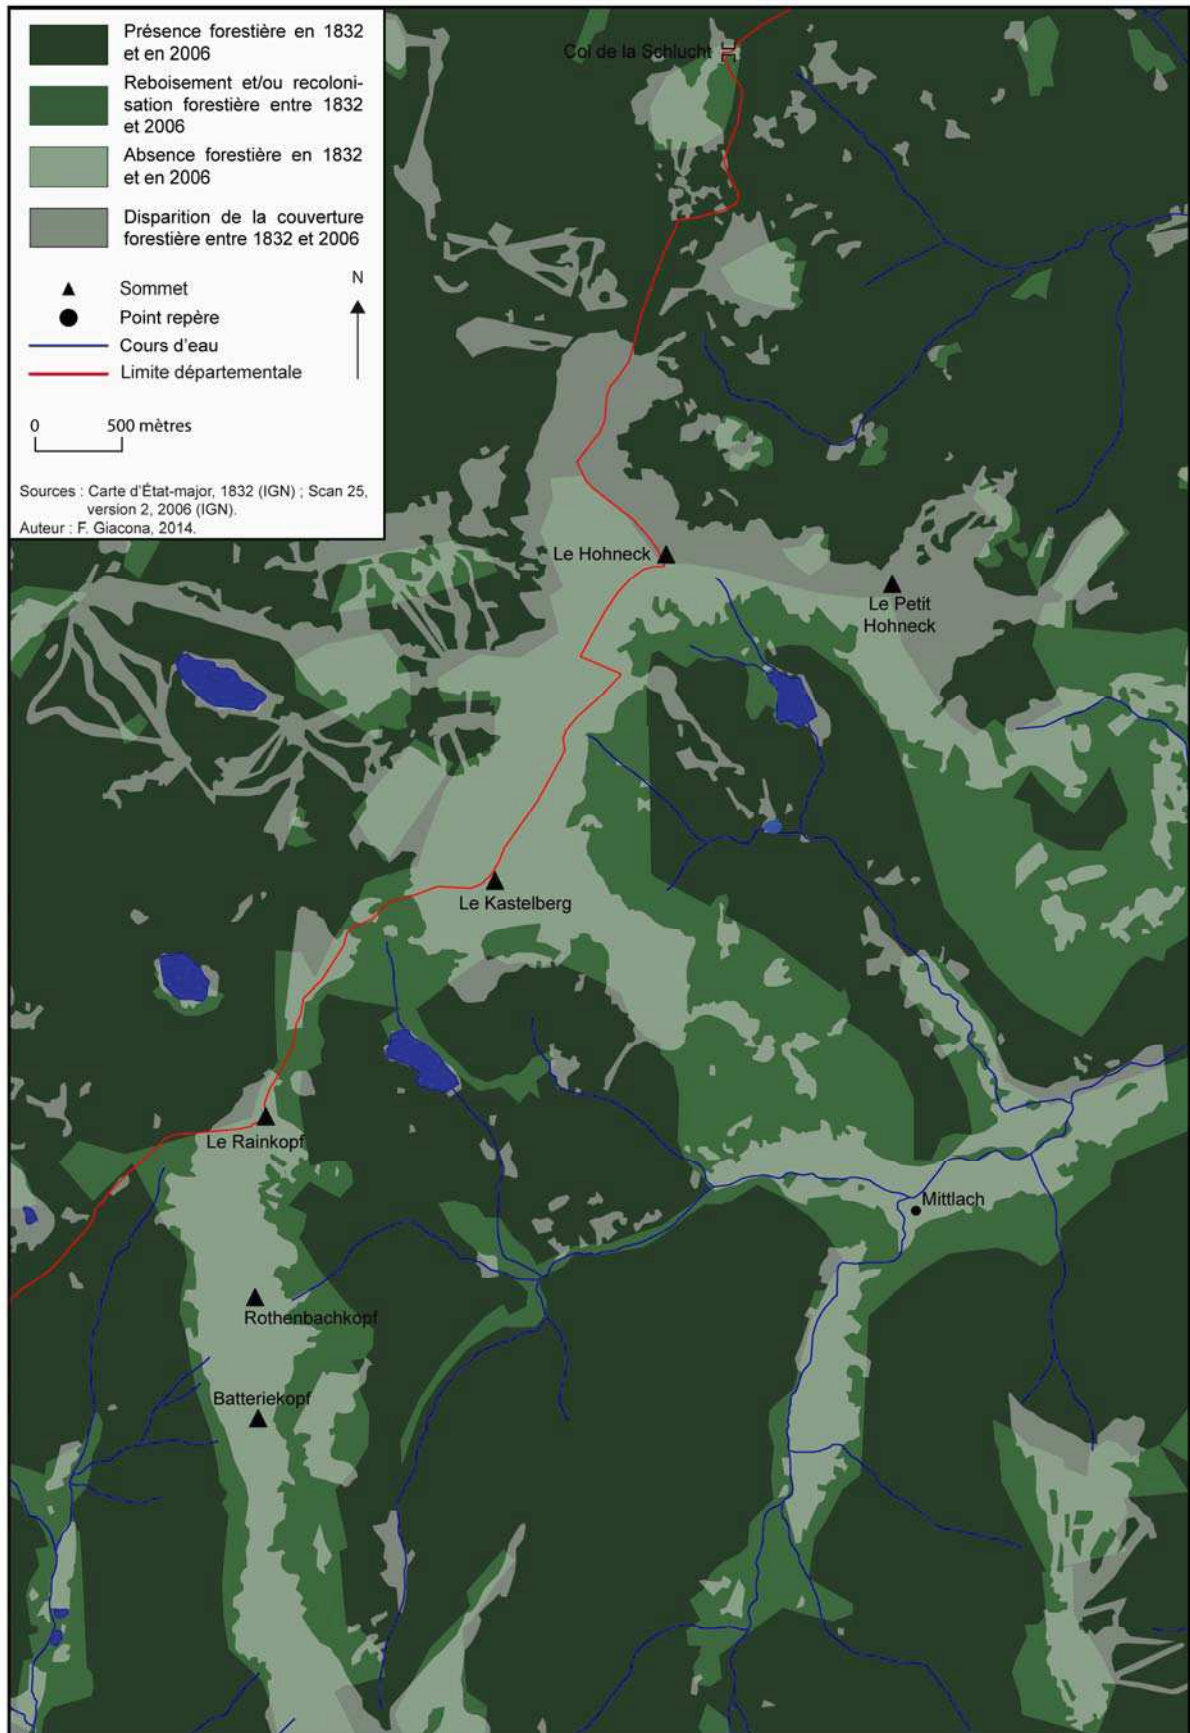 Présence forestière en 1832
et en 2006
Reboisement et/ou recoloni-
sation forestière entre 1832
et 2006
Absence forestière en 1832
et en 2006
Disparition de la couverture
forestière entre 1832 et 2006
N
Sommet
Point repère
Cours d'eau
Limite départementale
0 500 mètres
Sources : Carte d'État-major, 1832 (IGN) ; Scan 25,
version 2, 2006 (IGN).
Auteur : F. Giacona, 2014.
Col de la Schlucht
Le Hohneck
Le Petit
Hohneck
Le Kastelberg
Le Rainkopf
Mittlach
Rothenbachkopf
Batteriekopf